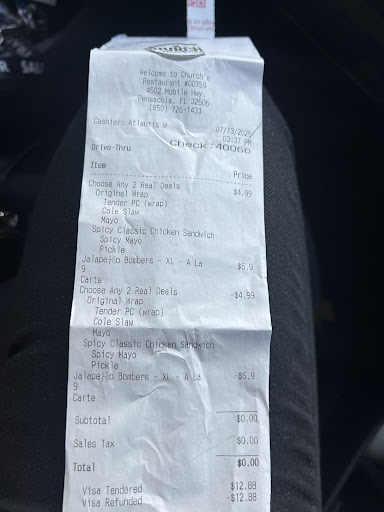 CHURCH
Welcome to Church's
Restaurant #00759
4502 Mobile Hwy.
Pensacola, FL 32506
(850) 726-1433
Cashier: Atlantis W
07/13/2025
03:37 PM
Drive-Thru Check:40066
Item Price
Choose Any 2 Real Deals $4.99
Original Wrap
Tender PC (wrap)
Cole Slaw
Mayo
Spicy Classic Chicken Sandwich
Spicy Mayo
Pickle
Jalape|-|o Bombers - XL - A La $6.9
9
Carte
Choose Any 2 Real Deals -$4.99
Original Wrap
Tender PC (wrap)
Cole Slaw
Mayo
Spicy Classic Chicken Sandwich
Spicy Mayo
Pickle
Jalape|-|o Bombers - XL - A La -$6.9
9
Carte
Subtotal $0.00
Sales Tax $0.00
Total $0.00
Visa Tendered $12.88
Visa Refunded -$12.88